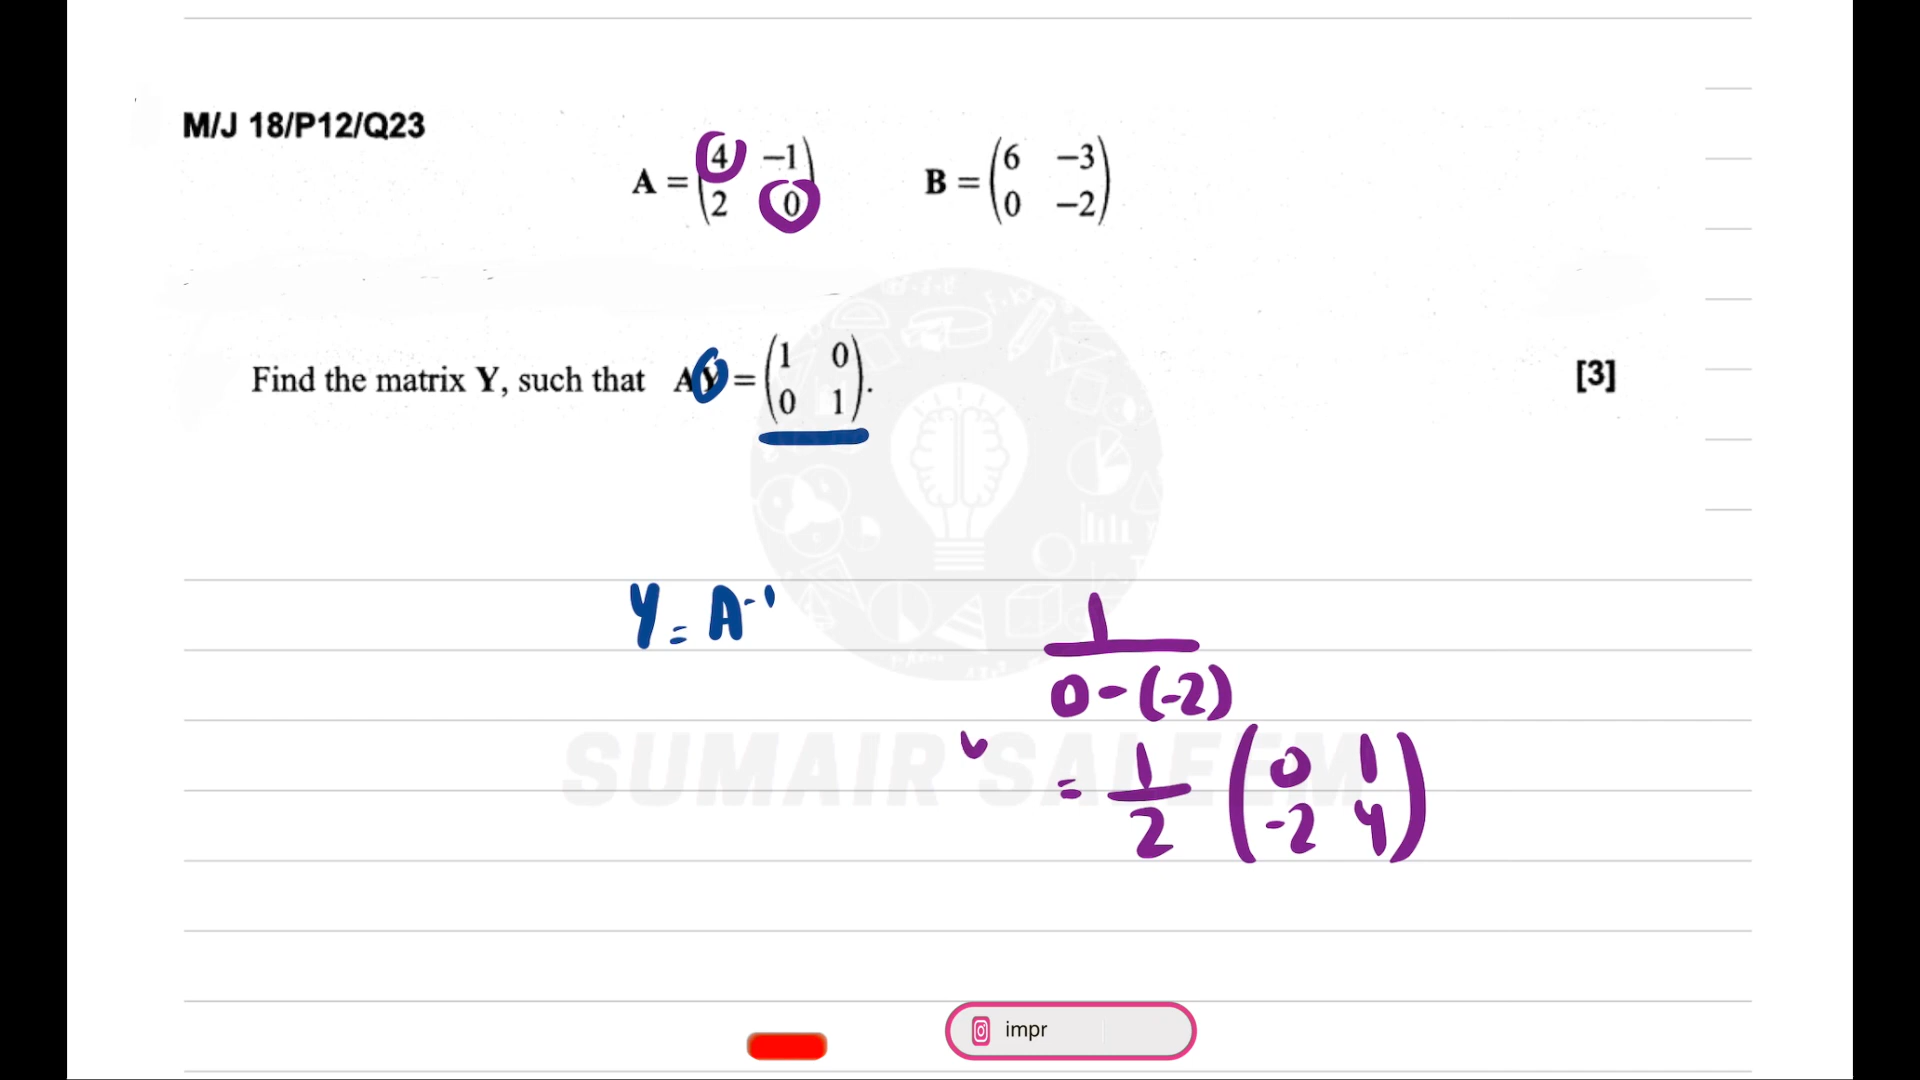 M/J 18/P12/Q23
A = (4 −1
2 0) B = (6 −3
0 −2)
Find the matrix Y, such that AY = (1 0
0 1). [3]
Y = A⁻¹
1
0 - (-2)
= 1/2 (0 1
-2 4)
SUMAIR SALEEM
impr